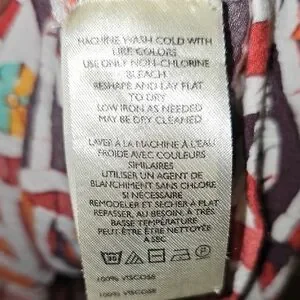 MACHINE WASH COLD WITH
LIKE COLORS
USE ONLY NON-CHLORINE
BLEACH
RESHAPE AND LAY FLAT
TO DRY
LOW IRON AS NEEDED
MAY BE DRY CLEANED
LAVER À LA MACHINE À L'EAU
FROIDE AVEC COULEURS
SIMILAIRES
UTILISER UN AGENT DE
BLANCHIMENT SANS CHLORE
SI NÉCESSAIRE
REMODELER ET SECHER A PLAT
REPASSER, AU BESOIN, À TRÈS
BASSE TEMPÉRATURE
PEUT ÊTRE ÊTRE NETTOYÉE
A SEC
100% VISCOSE
100% VISCOSE